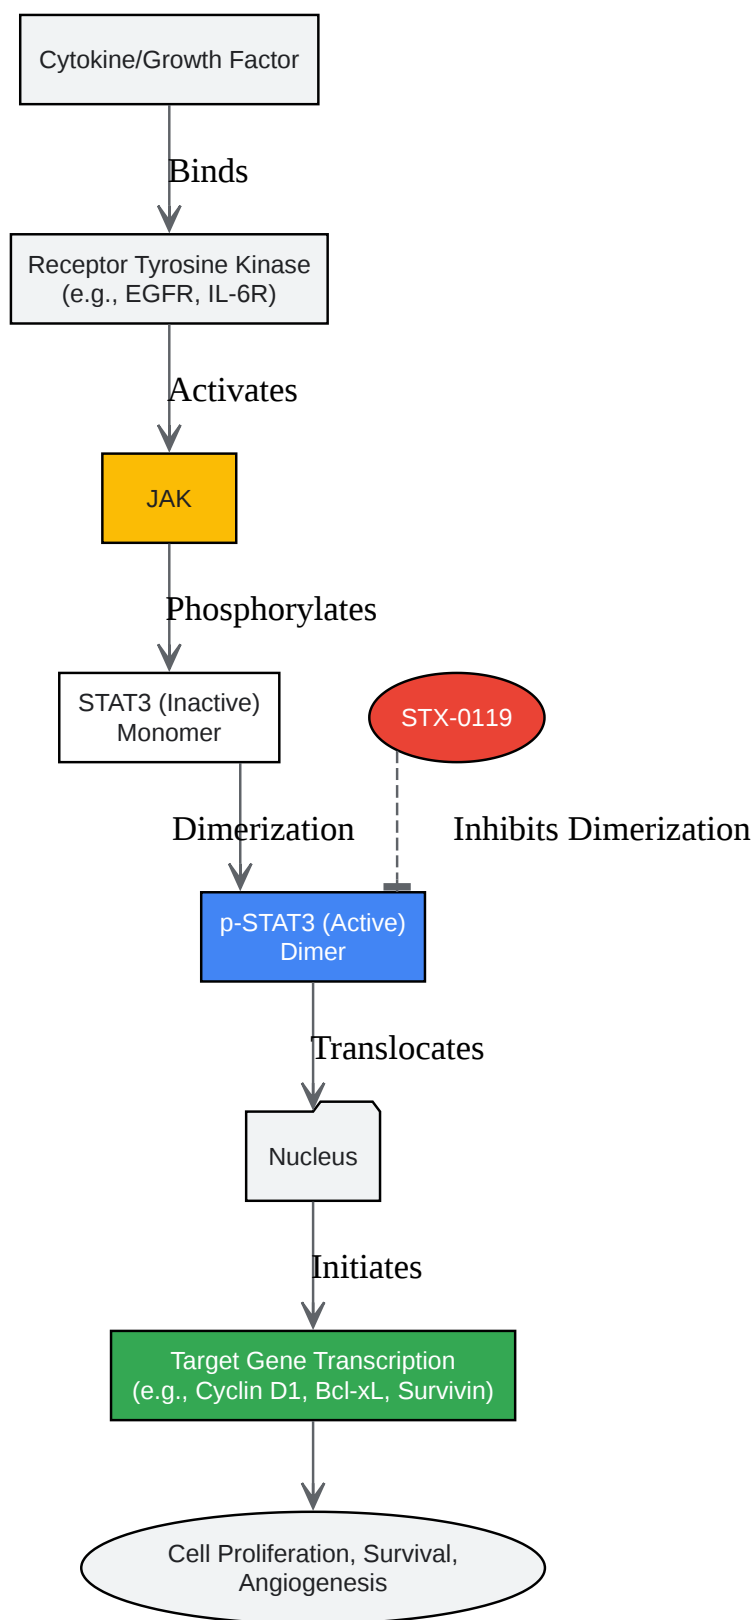 Cytokine/Growth Factor
Binds
Receptor Tyrosine Kinase
(e.g., EGFR, IL-6R)
Activates
JAK
Phosphorylates
STAT3 (Inactive)
Monomer
STX-0119
Dimerization
Inhibits Dimerization
p-STAT3 (Active)
Dimer
Translocates
Nucleus
Initiates
Target Gene Transcription
(e.g., Cyclin D1, Bcl-xL, Survivin)
Cell Proliferation, Survival,
Angiogenesis